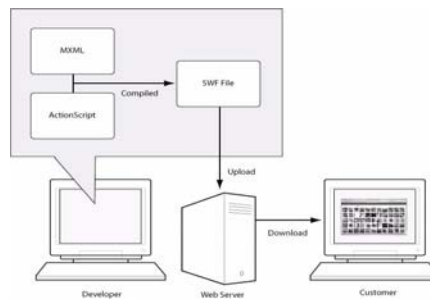 MXML
SWF File
Compiled
ActionScript
Upload
Download
Developer
Web Server
Customer